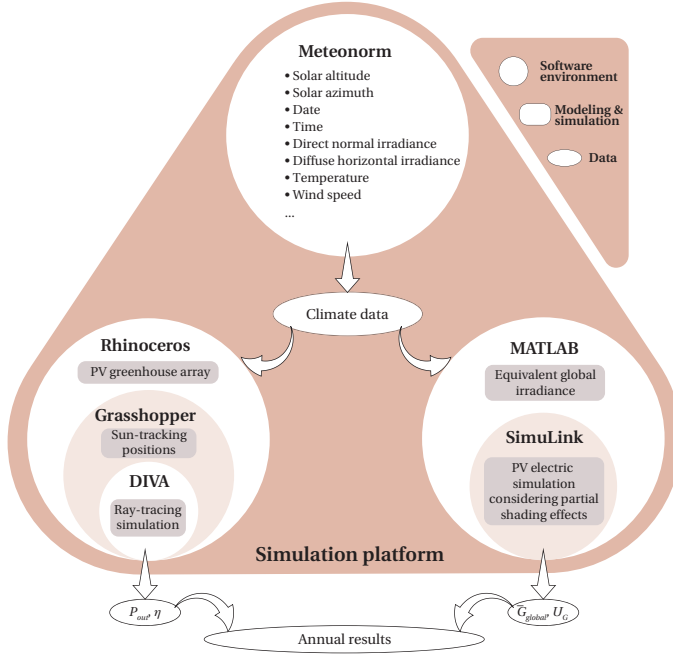 Meteonorm
• Solar altitude
• Solar azimuth
• Date
• Time
• Direct normal irradiance
• Diffuse horizontal irradiance
• Temperature
• Wind speed
...
Software
environment
Modeling &
simulation
Data
Climate data
Rhinoceros
PV greenhouse array
Grasshopper
Sun-tracking
positions
DIVA
Ray-tracing
simulation
MATLAB
Equivalent global
irradiance
SimuLink
PV electric
simulation
considering partial
shading effects
Simulation platform
P_out, η
G̅_global, U_G
Annual results